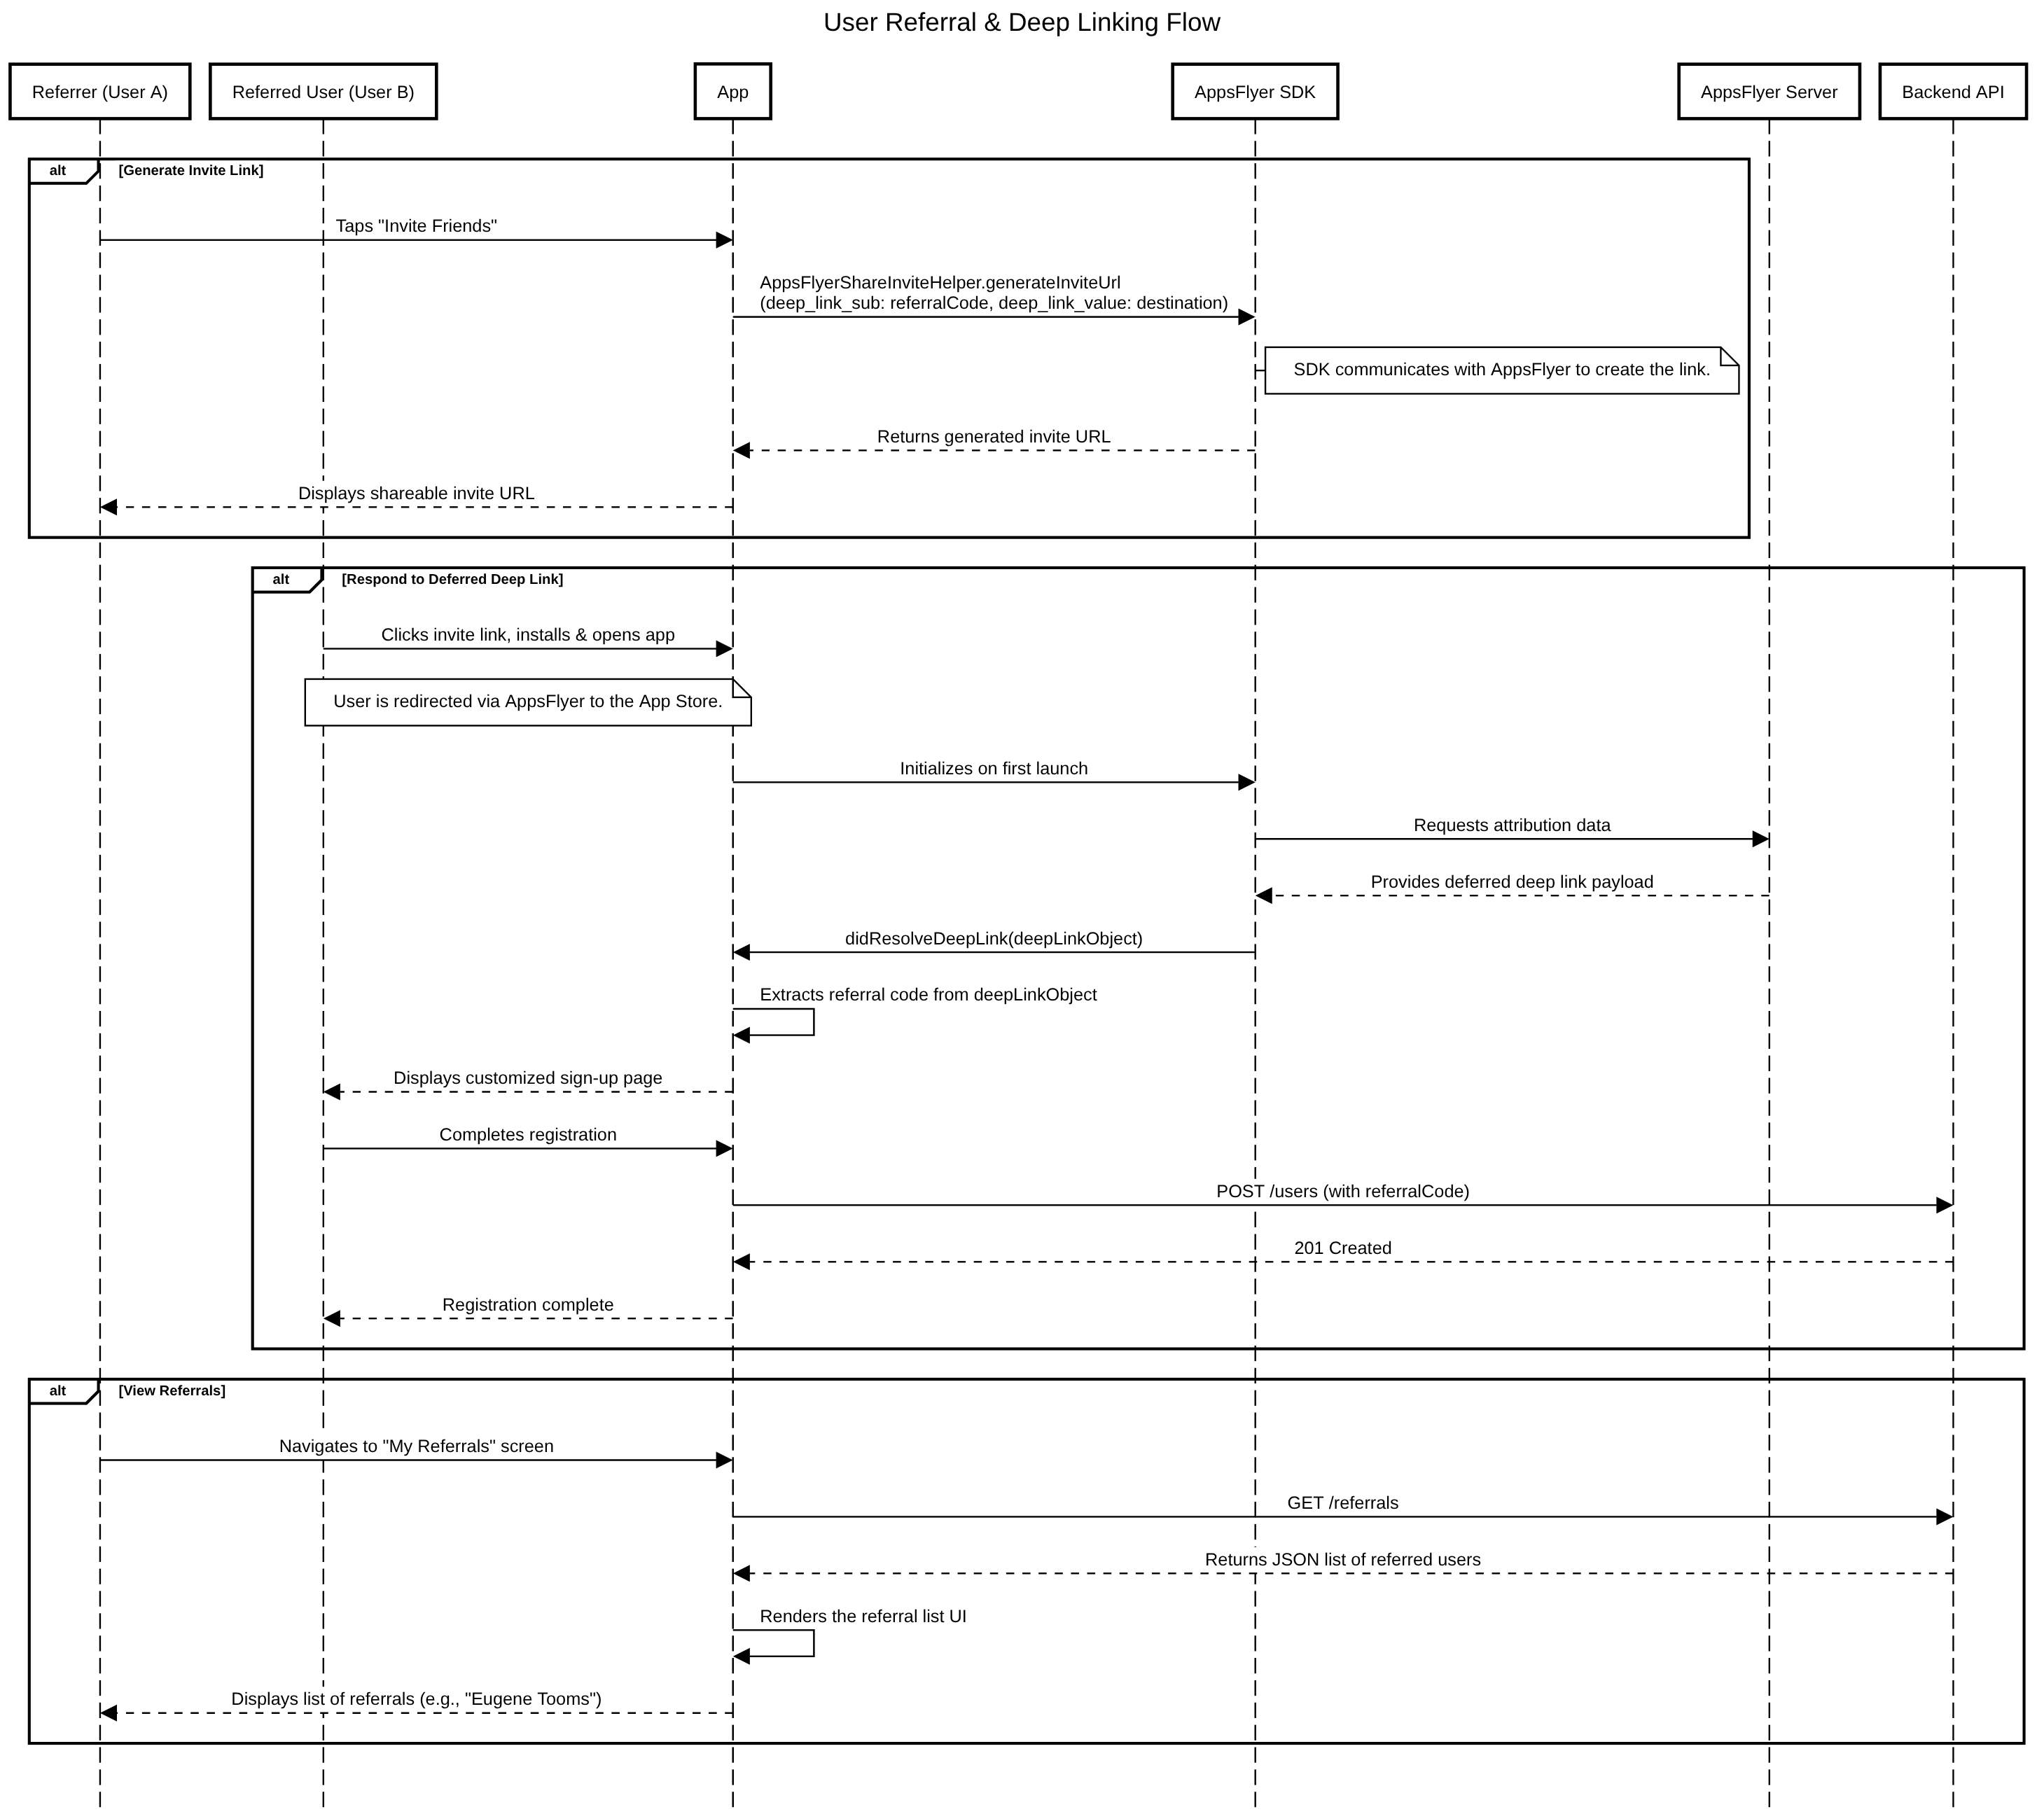 User Referral & Deep Linking Flow
Referrer (User A)
Referred User (User B)
App
AppsFlyer SDK
AppsFlyer Server
Backend API
alt
[Generate Invite Link]
Taps "Invite Friends"
AppsFlyerShareInviteHelper.generateInviteUrl
(deep_link_sub: referralCode, deep_link_value: destination)
SDK communicates with AppsFlyer to create the link.
Returns generated invite URL
Displays shareable invite URL
alt
[Respond to Deferred Deep Link]
Clicks invite link, installs & opens app
User is redirected via AppsFlyer to the App Store.
Initializes on first launch
Requests attribution data
Provides deferred deep link payload
didResolveDeepLink(deepLinkObject)
Extracts referral code from deepLinkObject
Displays customized sign-up page
Completes registration
POST /users (with referralCode)
201 Created
Registration complete
alt
[View Referrals]
Navigates to "My Referrals" screen
GET /referrals
Returns JSON list of referred users
Renders the referral list UI
Displays list of referrals (e.g., "Eugene Tooms")